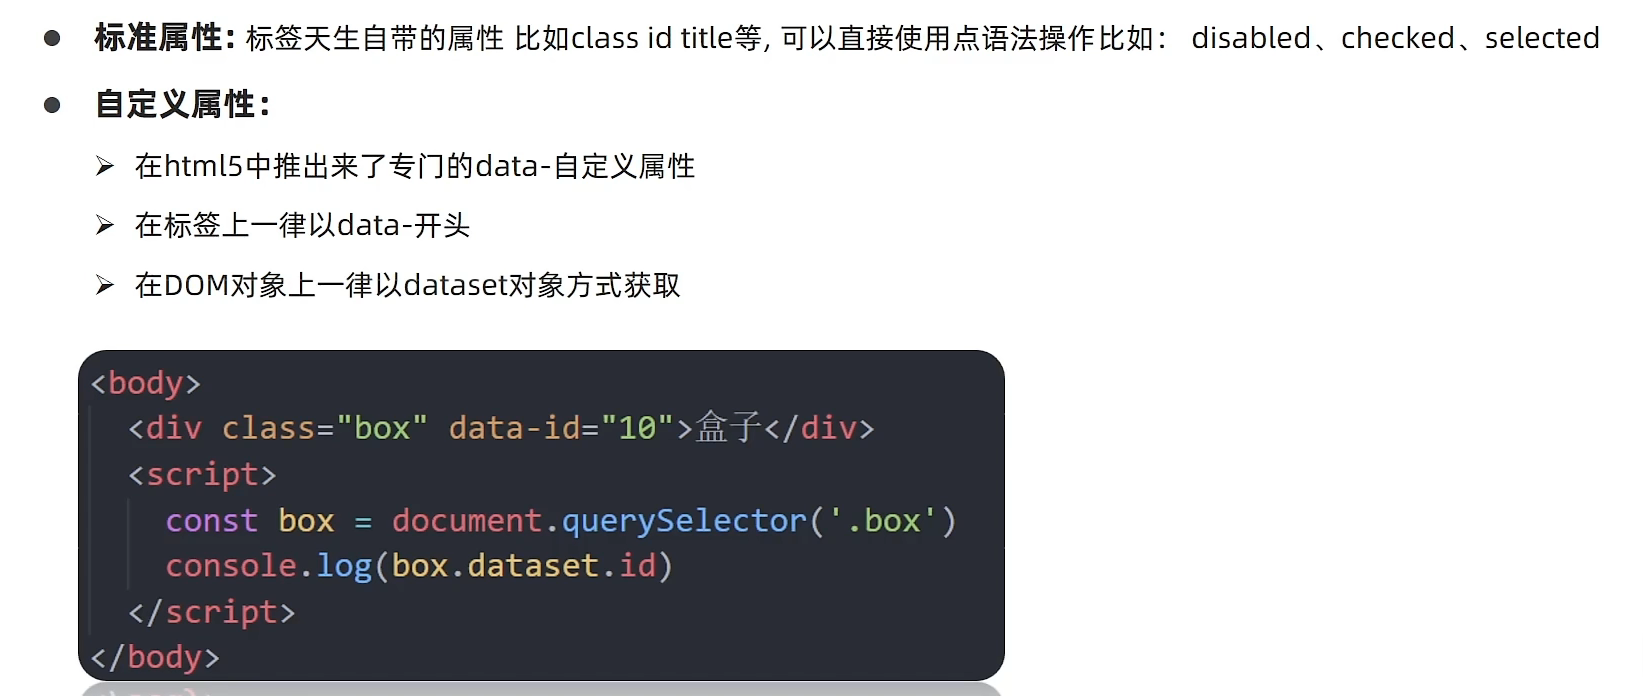 ● 标准属性: 标签天生自带的属性 比如class id title等, 可以直接使用点语法操作比如： disabled、checked、selected
● 自定义属性：
➢ 在html5中推出来了专门的data-自定义属性
➢ 在标签上一律以data-开头
➢ 在DOM对象上一律以dataset对象方式获取
<body>
  <div class="box" data-id="10">盒子</div>
  <script>
    const box = document.querySelector('.box')
    console.log(box.dataset.id)
  </script>
</body>